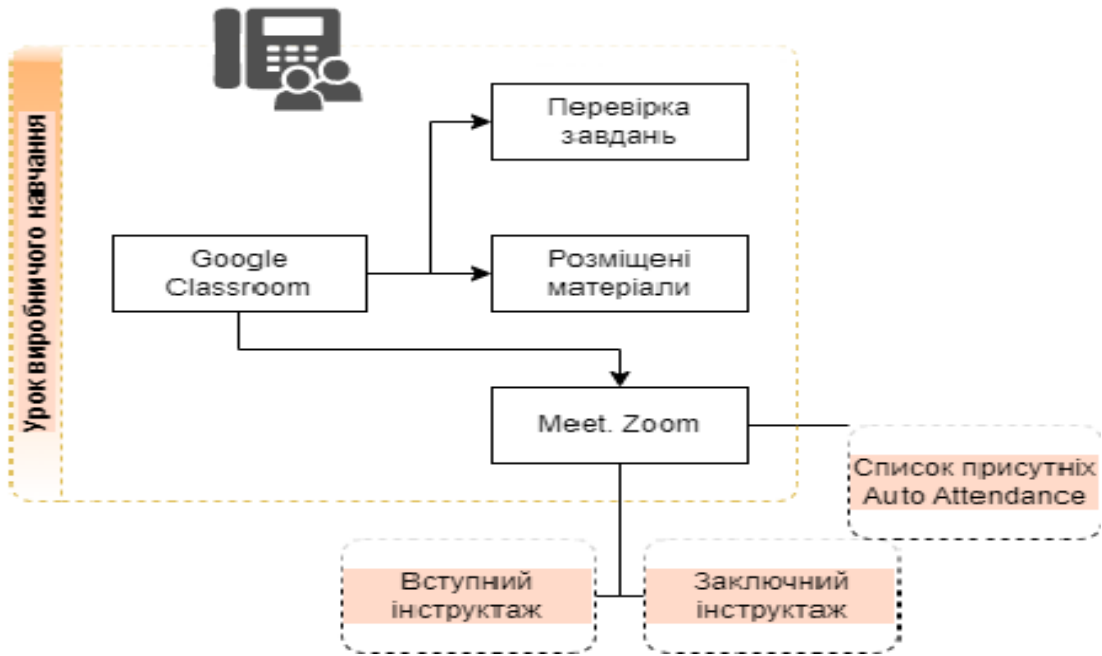 Урок виробничого навчання
Перевірка
завдань
Google
Classroom
Розміщені
матеріали
Meet. Zoom
Список присутніх
Auto Attendance
Вступний
інструктаж
Заключний
інструктаж